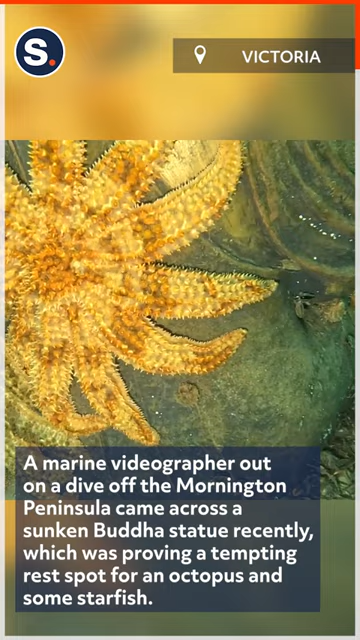 S.
VICTORIA
A marine videographer out
on a dive off the Mornington
Peninsula came across a
sunken Buddha statue recently,
which was proving a tempting
rest spot for an octopus and
some starfish.